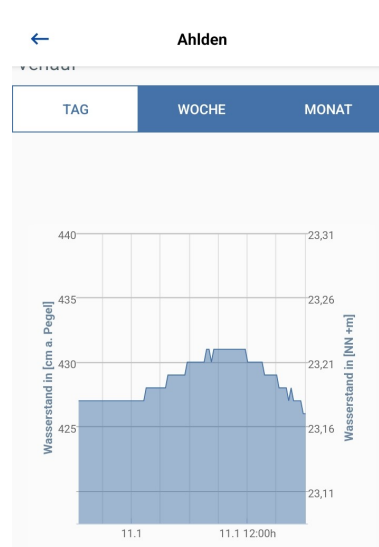 Ahlden
Verlauf
TAG WOCHE MONAT
440 23,31
435 23,26
430 23,21
425 23,16
23,11
Wasserstand in [cm a. Pegel]
Wasserstand in [NN +m]
11.1 11.1 12:00h